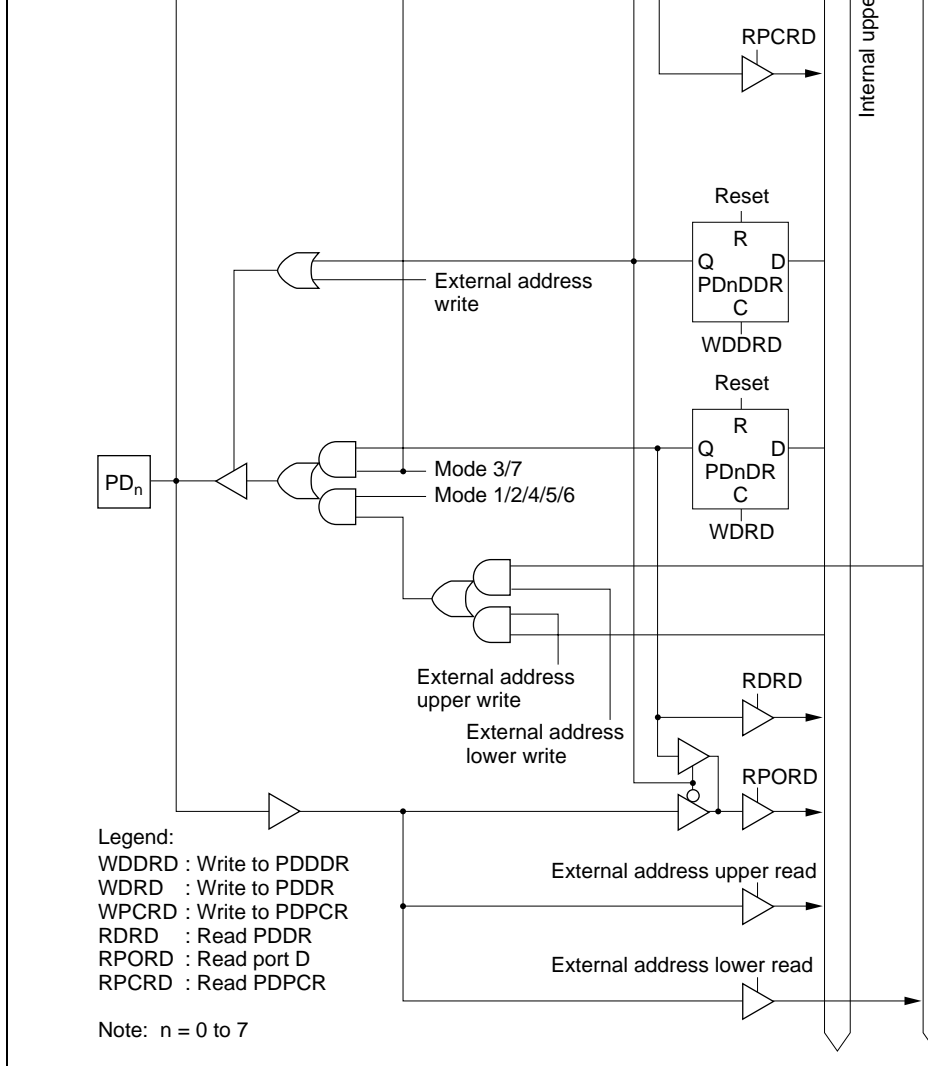 RPCRD
Internal
Reset
R
Q D
PDnDDR
C
WDDRD
External address
write
Reset
R
Q D
PDnDR
C
WDRD
PDn
Mode 3/7
Mode 1/2/4/5/6
External address
upper write
External address
lower write
RDRD
RPORD
External address upper read
External address lower read
Legend:
WDDRD : Write to PDDDR
WDRD : Write to PDDR
WPCRD : Write to PDPCR
RDRD : Read PDDR
RPORD : Read port D
RPCRD : Read PDPCR
Note: n = 0 to 7